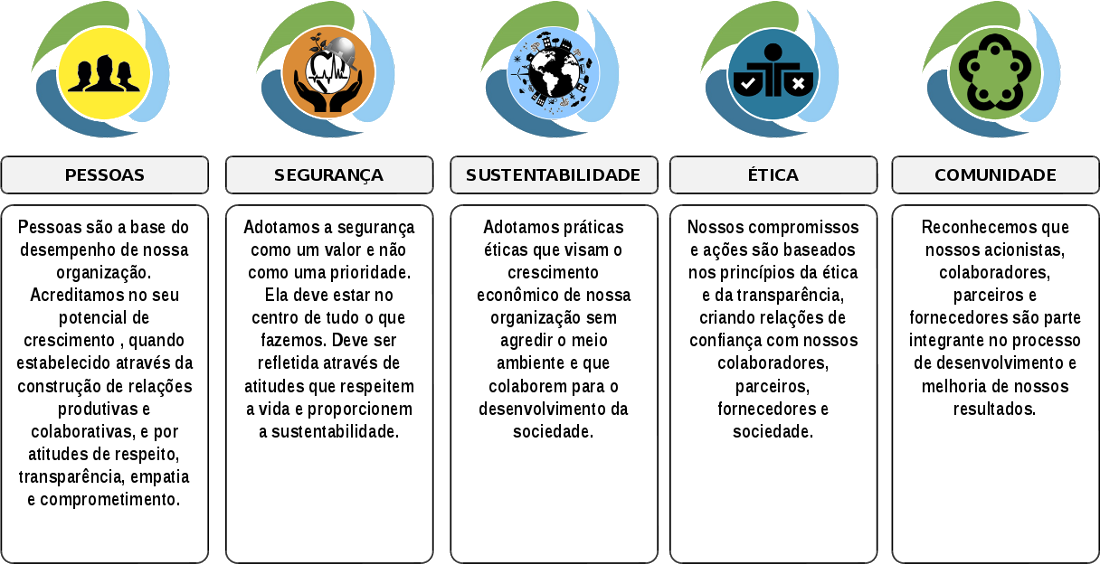 PESSOAS
Pessoas são a base do
desempenho de nossa
organização.
Acreditamos no seu
potencial de
crescimento , quando
estabelecido através da
construção de relações
produtivas e
colaborativas, e por
atitudes de respeito,
transparência, empatia
e comprometimento.
SEGURANÇA
Adotamos a segurança
como um valor e não
como uma prioridade.
Ela deve estar no
centro de tudo o que
fazemos. Deve ser
refletida através de
atitudes que respeitem
a vida e proporcionem
a sustentabilidade.
SUSTENTABILIDADE
Adotamos práticas
éticas que visam o
crescimento
econômico de nossa
organização sem
agredir o meio
ambiente e que
colaborem para o
desenvolvimento da
sociedade.
ÉTICA
Nossos compromissos
e ações são baseados
nos princípios da ética
e da transparência,
criando relações de
confiança com nossos
colaboradores,
parceiros,
fornecedores e
sociedade.
COMUNIDADE
Reconhecemos que
nossos acionistas,
colaboradores,
parceiros e
fornecedores são parte
integrante no processo
de desenvolvimento e
melhoria de nossos
resultados.